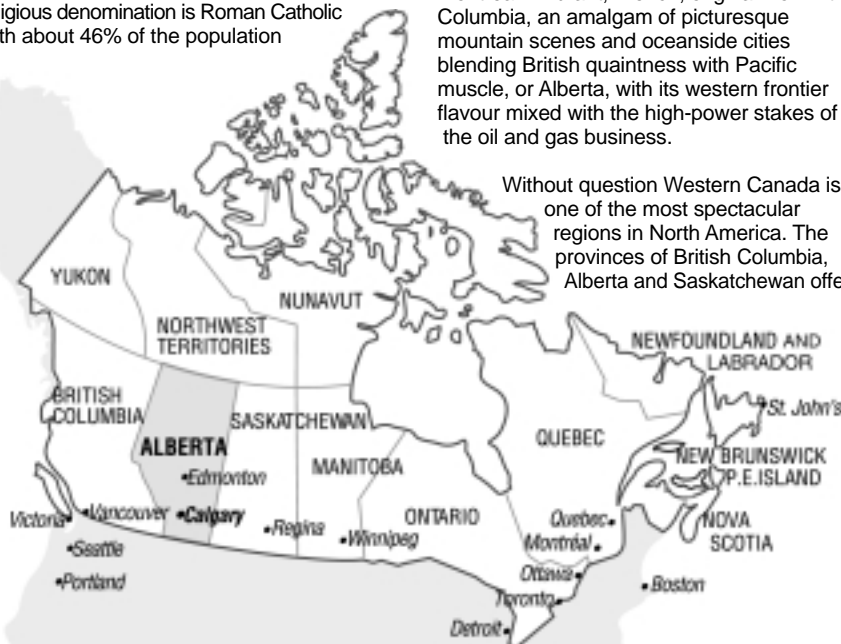 igious denomination is Roman Catholic
th about 46% of the population
Columbia, an amalgam of picturesque
mountain scenes and oceanside cities
blending British quaintness with Pacific
muscle, or Alberta, with its western frontier
flavour mixed with the high-power stakes of
the oil and gas business.
Without question Western Canada is
one of the most spectacular
regions in North America. The
provinces of British Columbia,
Alberta and Saskatchewan offe
YUKON
NUNAVUT
NORTHWEST
TERRITORIES
NEWFOUNDLAND AND
LABRADOR
BRITISH
COLUMBIA
SASKATCHEWAN
St. John's
ALBERTA
QUEBEC
MANITOBA
NEW BRUNSWICK
P.E.ISLAND
Edmonton
Victoria
Vancouver
Calgary
Regina
Winnipeg
ONTARIO
Quebec
Montréal
NOVA
SCOTIA
Seattle
Portland
Ottawa
Toronto
Boston
Detroit